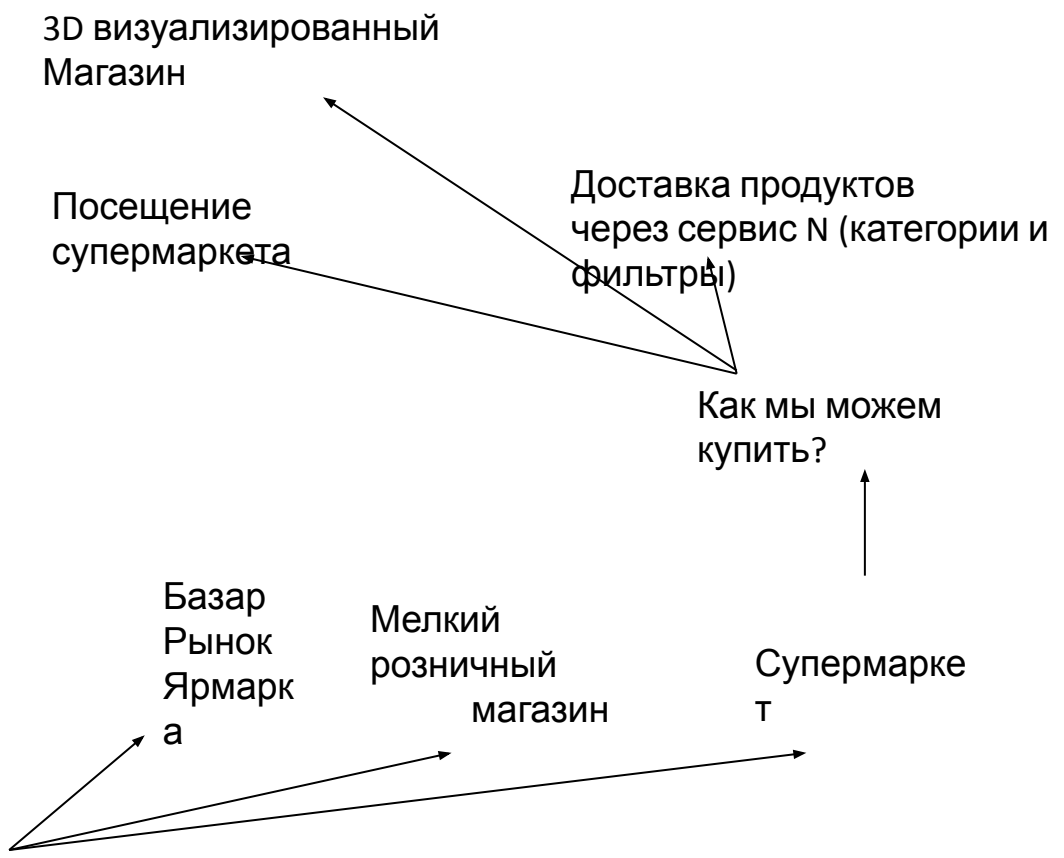 3D визуализированный
Магазин
Посещение
супермаркета
Доставка продуктов
через сервис N (категории и
фильтры)
Как мы можем
купить?
Базар
Рынок
Ярмарк
а
Мелкий
розничный
магазин
Супермарке
т